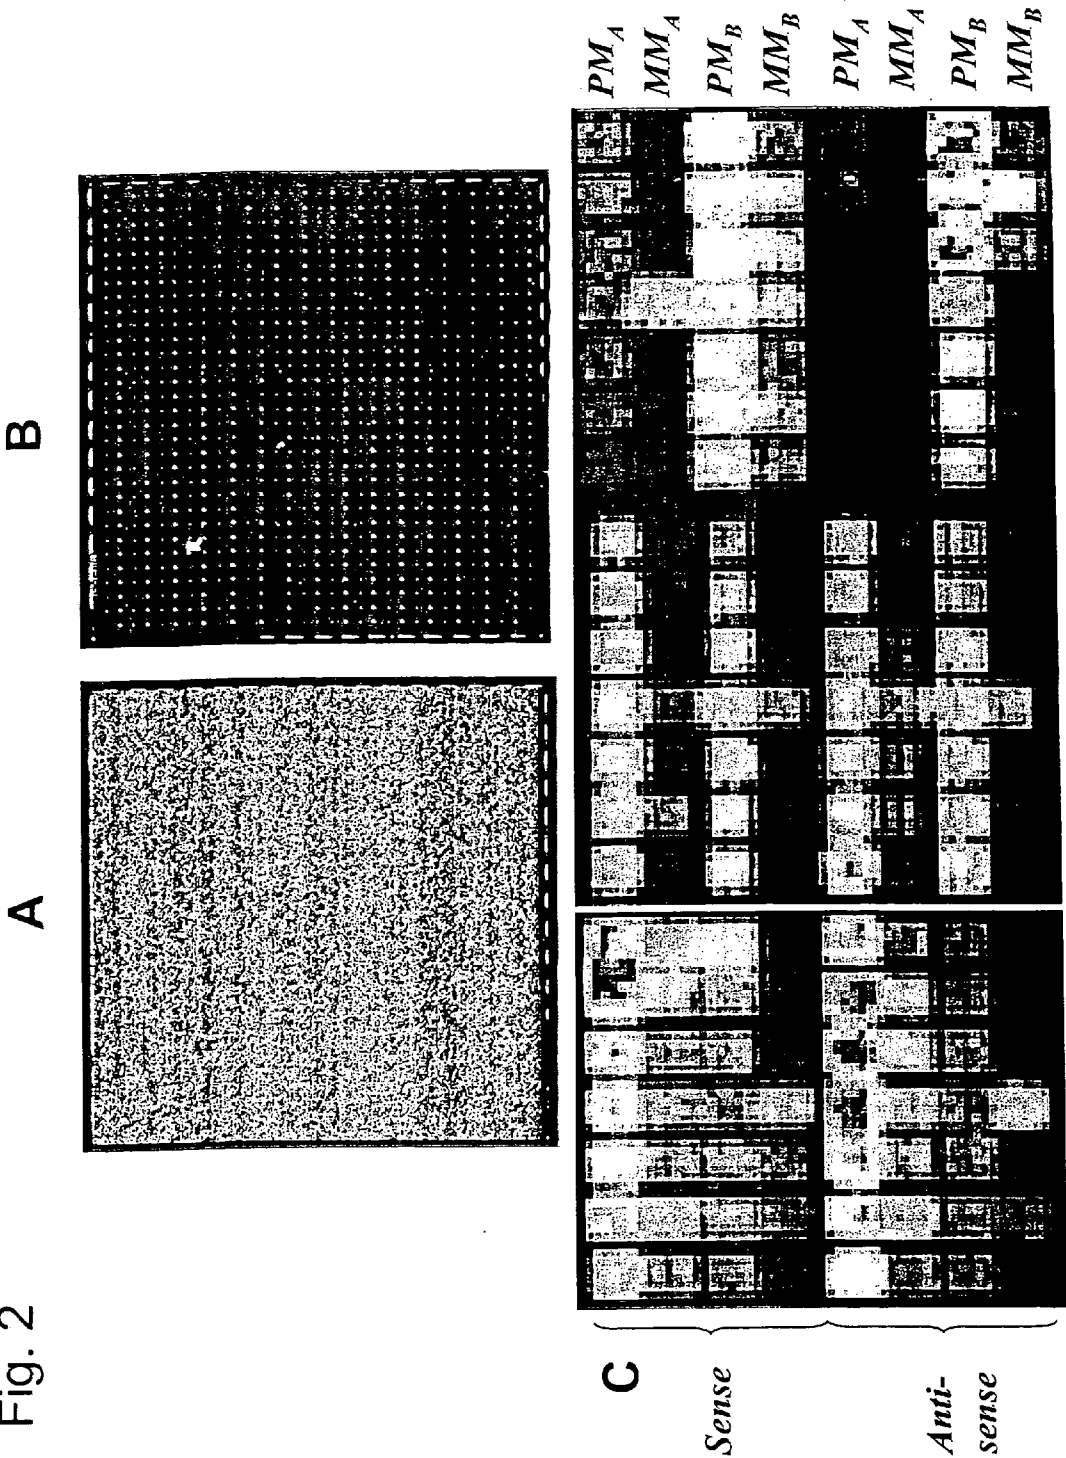 Fig. 2
A
B
C
Sense
Anti-
sense
PM_A
MM_A
PM_B
MM_B
PM_A
MM_A
PM_B
MM_B